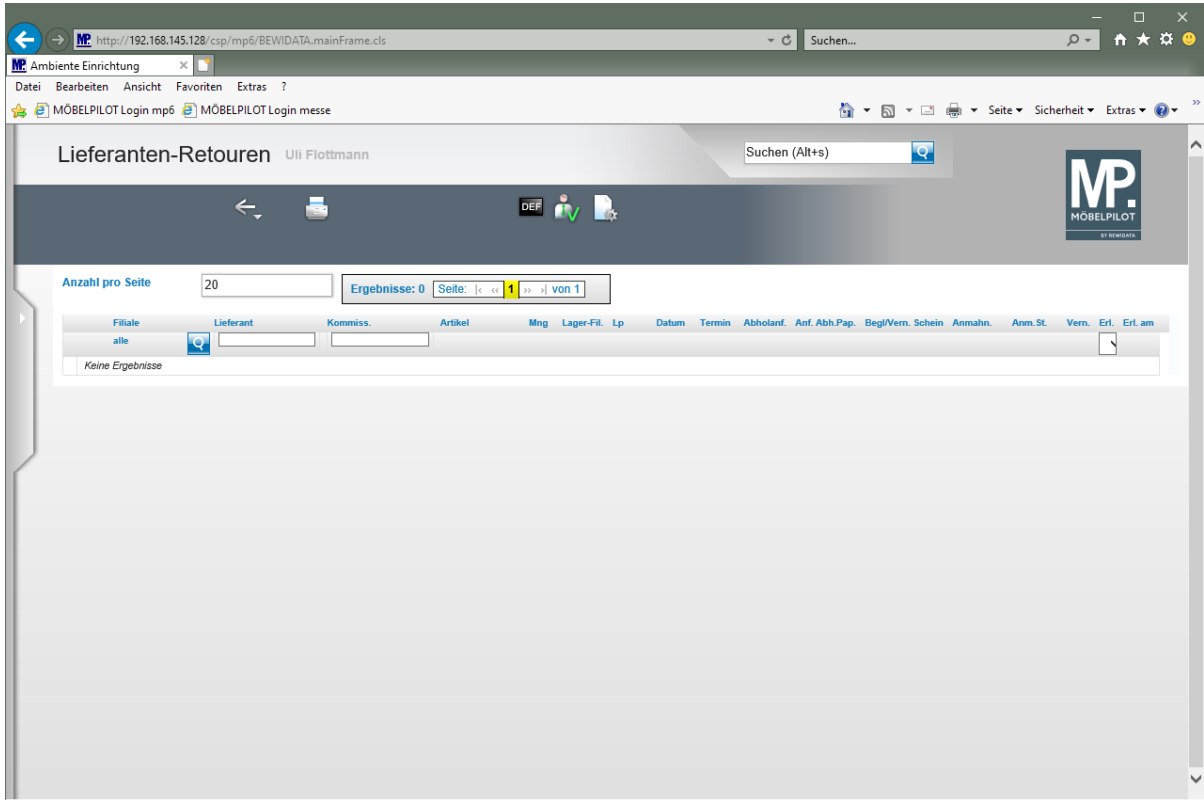 http://192.168.145.128/csp/mp6/BEWIDATA.mainFrame.cls
Suchen...
Ambiente Einrichtung
Datei Bearbeiten Ansicht Favoriten Extras ?
MÖBELPILOT Login mp6 MÖBELPILOT Login messe
Seite Sicherheit Extras
Lieferanten-Retouren Uli Flottmann
Suchen (Alt+s)
MP.
MÖBELPILOT
BY BEWIDATA
DEF
Anzahl pro Seite 20 Ergebnisse: 0 Seite: |‹ ‹‹ 1 ›› ›| von 1
Filiale Lieferant Kommiss. Artikel Mng Lager-Fil. Lp Datum Termin Abholanf. Anf. Abh.Pap. Begl/Vern. Schein Anmahn. Anm.St. Vern. Erl. Erl. am
alle
Keine Ergebnisse